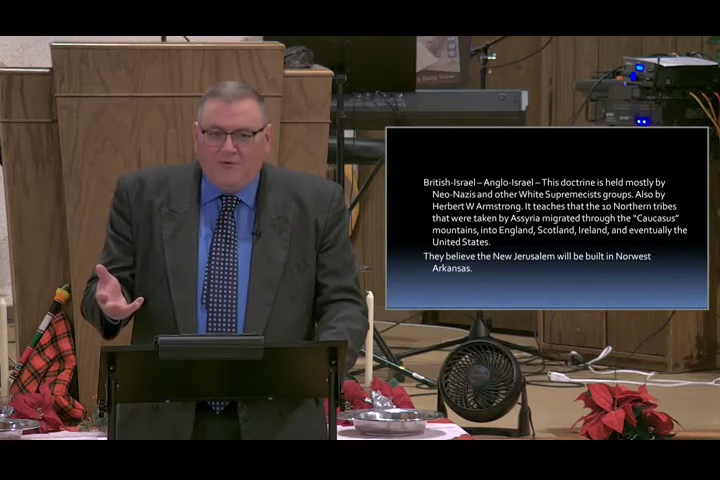 British-Israel – Anglo-Israel – This doctrine is held mostly by
Neo-Nazis and other White Supremecists groups. Also by
Herbert W Armstrong. It teaches that the 10 Northern tribes
that were taken by Assyria migrated through the "Caucasus"
mountains, into England, Scotland, Ireland, and eventually the
United States.
They believe the New Jerusalem will be built in Norwest
Arkansas.